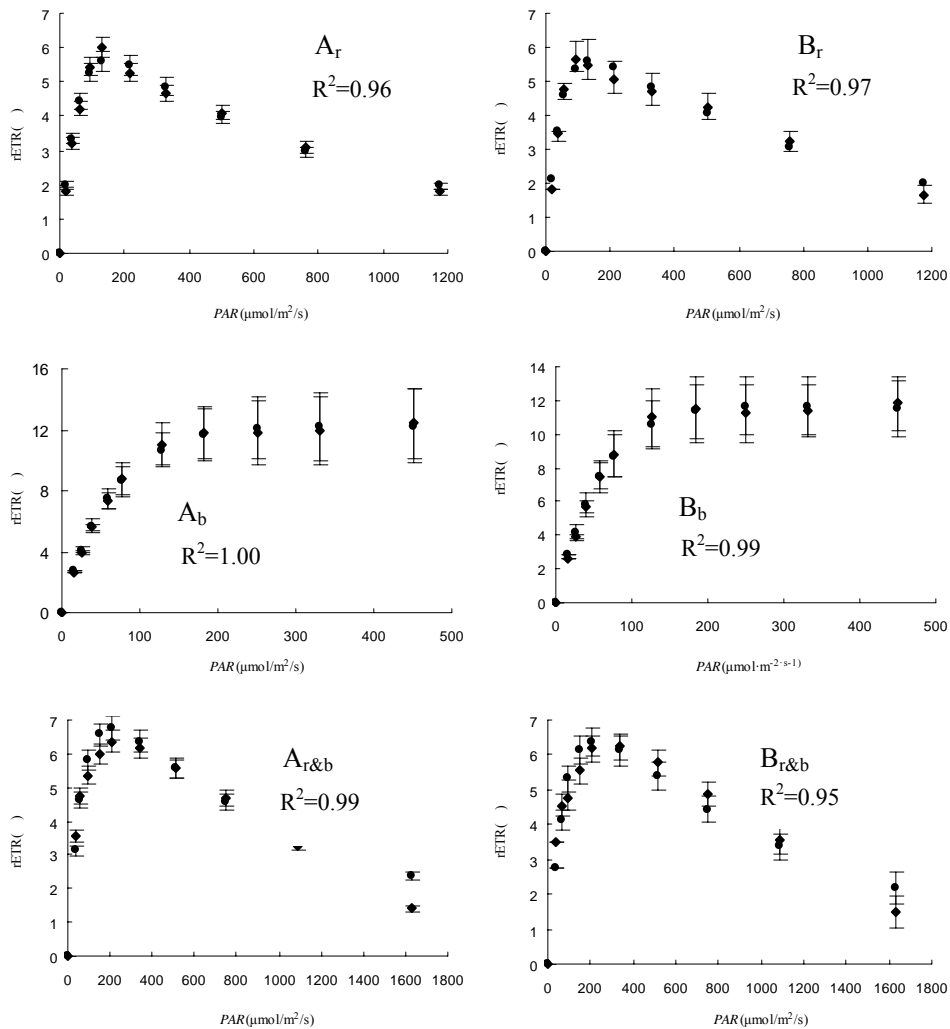 7
6
5
4
3
2
1
0
rETR( )
A_r
R²=0.96
0 200 400 600 800 1000 1200
PAR(μmol/m²/s)
7
6
5
4
3
2
1
0
rETR( )
B_r
R²=0.97
0 200 400 600 800 1000 1200
PAR(μmol/m²/s)
16
12
8
4
0
rETR( )
A_b
R²=1.00
0 100 200 300 400 500
PAR(μmol/m²/s)
14
12
10
8
6
4
2
0
rETR( )
B_b
R²=0.99
0 100 200 300 400 500
PAR(μmol·m⁻²·s⁻¹)
7
6
5
4
3
2
1
0
rETR( )
A_r&b
R²=0.99
0 200 400 600 800 1000 1200 1400 1600 1800
PAR(μmol/m²/s)
7
6
5
4
3
2
1
0
rETR( )
B_r&b
R²=0.95
0 200 400 600 800 1000 1200 1400 1600 1800
PAR(μmol/m²/s)